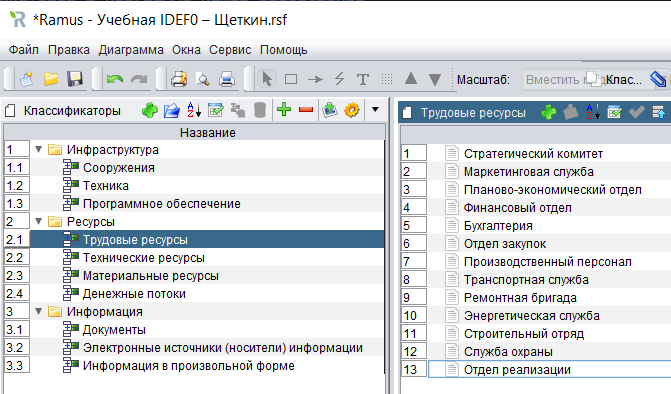 *Ramus - Учебная IDEF0 – Щеткин.rsf
Файл Правка Диаграмма Окна Сервис Помощь
Масштаб: Вместить Клас...
Классификаторы
Название
1 Инфраструктура
1.1 Сооружения
1.2 Техника
1.3 Программное обеспечение
2 Ресурсы
2.1 Трудовые ресурсы
2.2 Технические ресурсы
2.3 Материальные ресурсы
2.4 Денежные потоки
3 Информация
3.1 Документы
3.2 Электронные источники (носители) информации
3.3 Информация в произвольной форме
Трудовые ресурсы
1 Стратегический комитет
2 Маркетинговая служба
3 Планово-экономический отдел
4 Финансовый отдел
5 Бухгалтерия
6 Отдел закупок
7 Производственный персонал
8 Транспортная служба
9 Ремонтная бригада
10 Энергетическая служба
11 Строительный отряд
12 Служба охраны
13 Отдел реализации